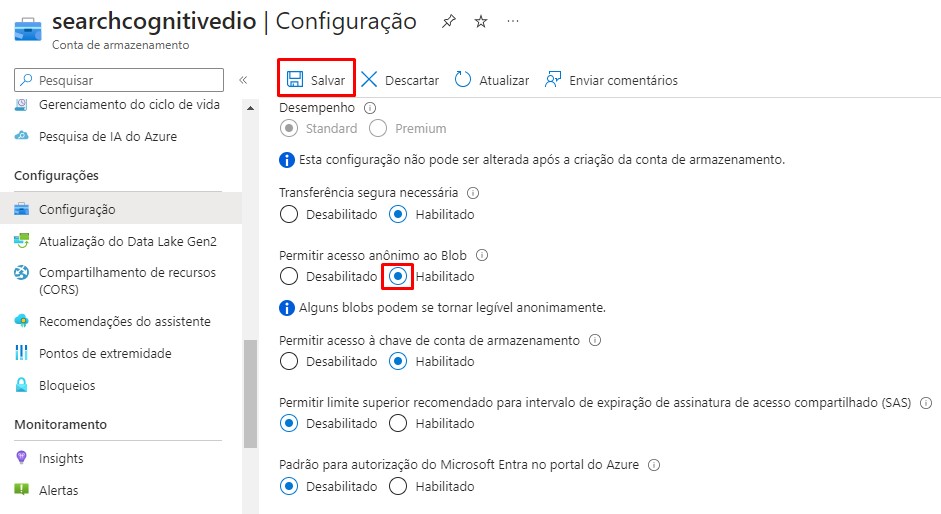 searchcognitivedio | Configuração
Conta de armazenamento
Pesquisar
Gerenciamento do ciclo de vida
Pesquisa de IA do Azure
Configurações
Configuração
Atualização do Data Lake Gen2
Compartilhamento de recursos
(CORS)
Recomendações do assistente
Pontos de extremidade
Bloqueios
Monitoramento
Insights
Alertas
Salvar Descartar Atualizar Enviar comentários
Desempenho
Standard Premium
Esta configuração não pode ser alterada após a criação da conta de armazenamento.
Transferência segura necessária
Desabilitado Habilitado
Permitir acesso anônimo ao Blob
Desabilitado Habilitado
Alguns blobs podem se tornar legível anonimamente.
Permitir acesso à chave de conta de armazenamento
Desabilitado Habilitado
Permitir limite superior recomendado para intervalo de expiração de assinatura de acesso compartilhado (SAS)
Desabilitado Habilitado
Padrão para autorização do Microsoft Entra no portal do Azure
Desabilitado Habilitado